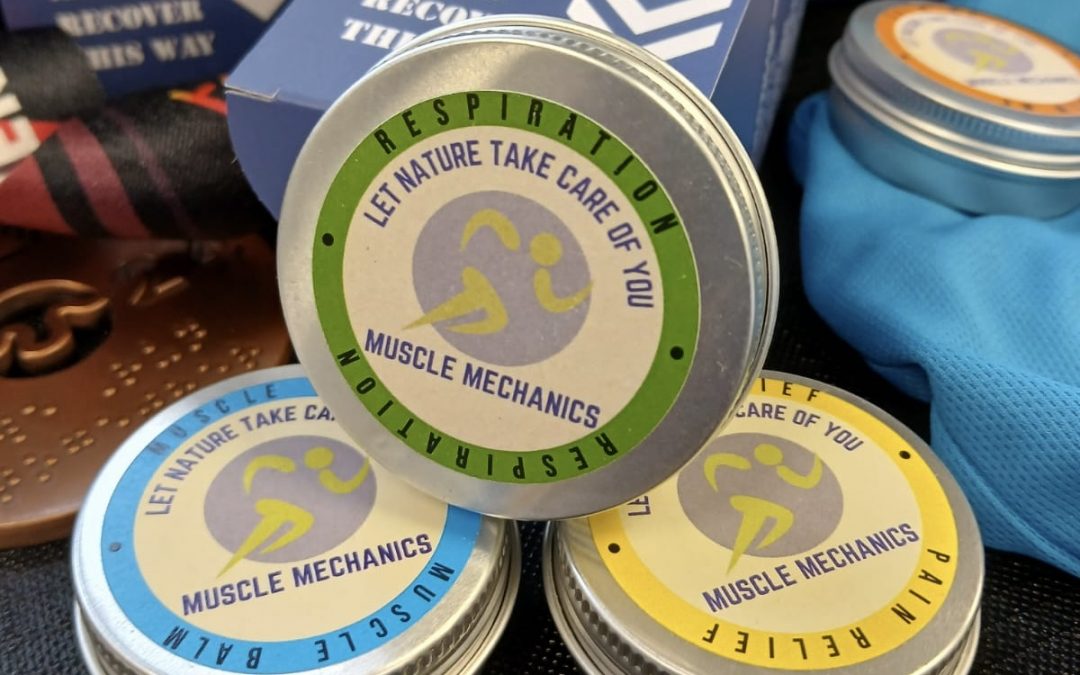 RECOVER
THIS WAY
RECOVER
RESPIRATION
LET NATURE TAKE CARE OF YOU
MUSCLE MECHANICS
RESPIRATION
MUSCLE
LET NATURE TAKE
MUSCLE MECHANICS
MUSCLE BALM
CARE OF YOU
MUSCLE MECHANICS
PAIN RELIEF